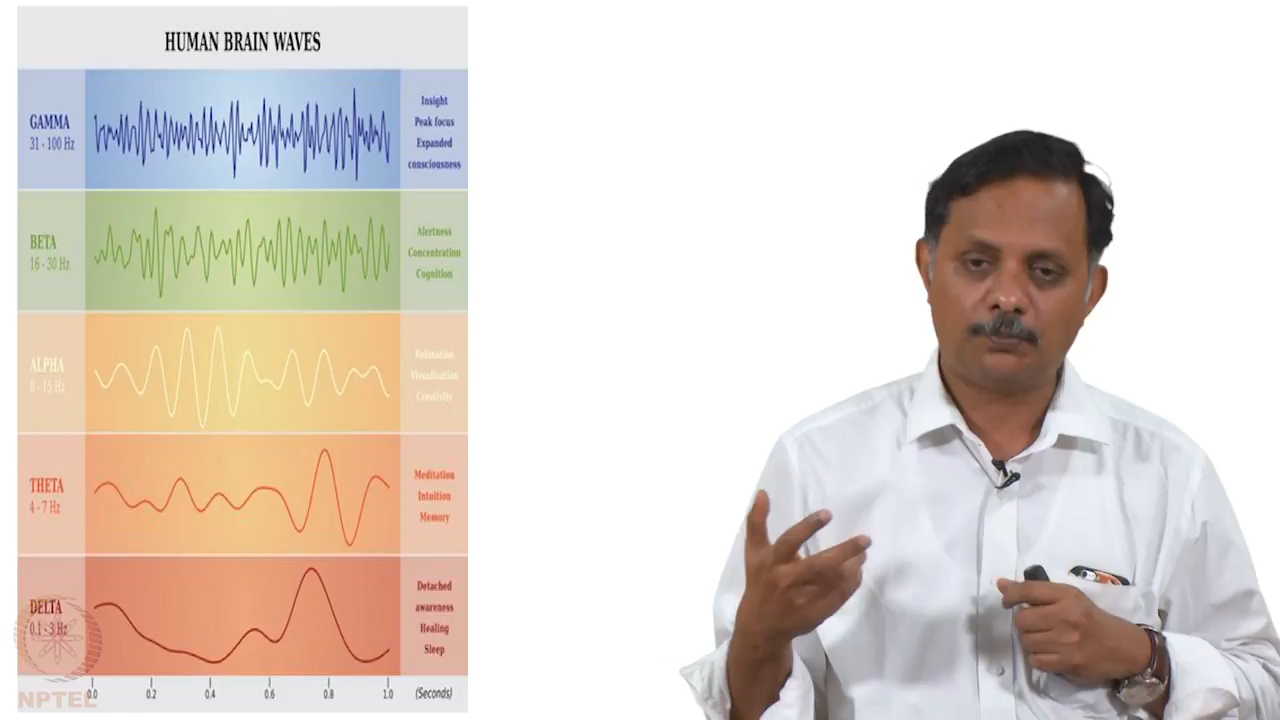 HUMAN BRAIN WAVES
GAMMA
31 - 100 Hz
Insight
Peak focus
Expanded
consciousness
BETA
16 - 30 Hz
Alertness
Concentration
Cognition
ALPHA
8 - 15 Hz
Relaxation
Visualization
Creativity
THETA
4 - 7 Hz
Meditation
Intuition
Memory
DELTA
0.1 - 3 Hz
Detached
awareness
Healing
Sleep
0.0 0.2 0.4 0.6 0.8 1.0 (Seconds)
NPTEL